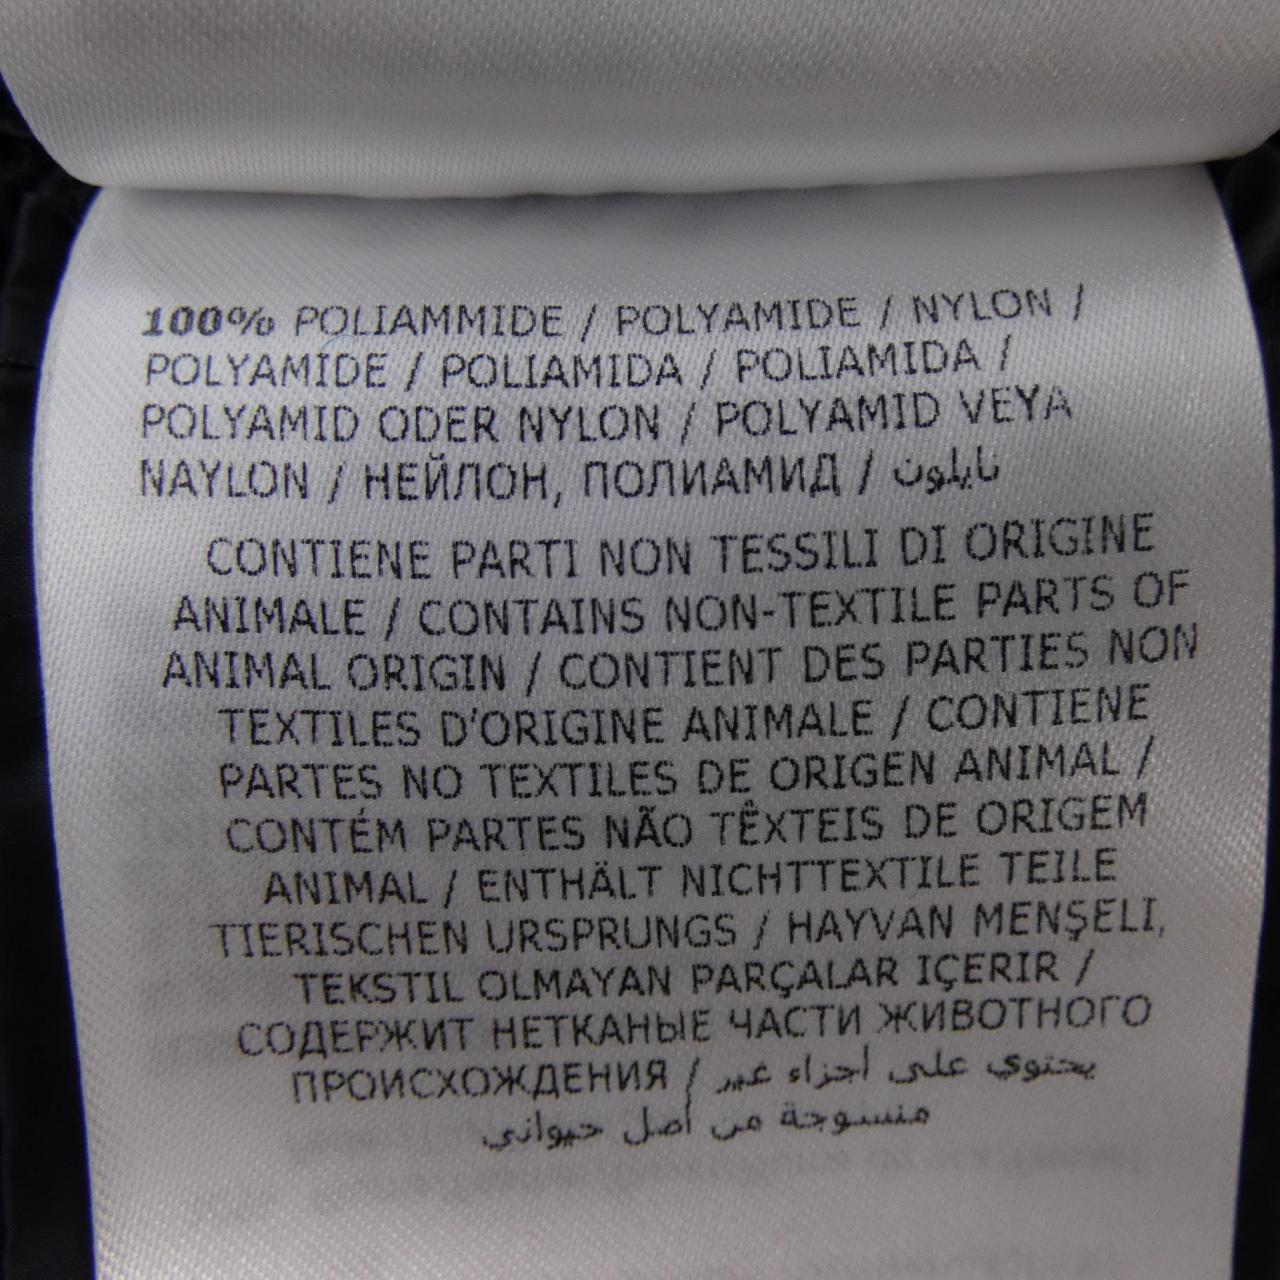 100% POLIAMMIDE / POLYAMIDE / NYLON /
POLYAMIDE / POLIAMIDA / POLIAMIDA /
POLYAMID ODER NYLON / POLYAMID VEYA
NAYLON / НЕЙЛОН, ПОЛИАМИД / نايلون
CONTIENE PARTI NON TESSILI DI ORIGINE
ANIMALE / CONTAINS NON-TEXTILE PARTS OF
ANIMAL ORIGIN / CONTIENT DES PARTIES NON
TEXTILES D'ORIGINE ANIMALE / CONTIENE
PARTES NO TEXTILES DE ORIGEN ANIMAL /
CONTÉM PARTES NÃO TÊXTEIS DE ORIGEM
ANIMAL / ENTHÄLT NICHTTEXTILE TEILE
TIERISCHEN URSPRUNGS / HAYVAN MENŞELI,
TEKSTIL OLMAYAN PARÇALAR IÇERIR /
СОДЕРЖИТ НЕТКАНЫЕ ЧАСТИ ЖИВОТНОГО
ПРОИСХОЖДЕНИЯ / يحتوي على أجزاء غير
منسوجة من أصل حيواني